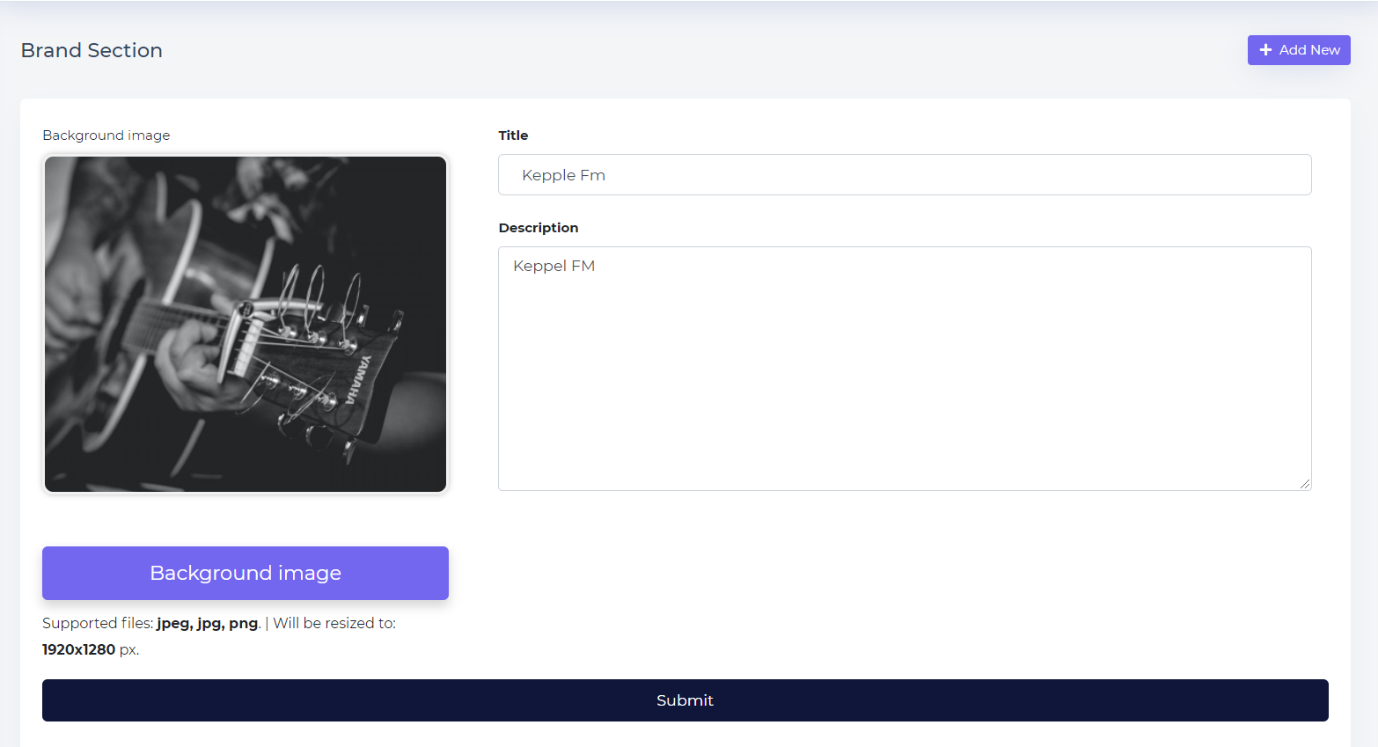 Brand Section
+ Add New
Background image
Title
Kepple Fm
Description
Keppel FM
YAMAHA
Background image
Supported files: jpeg, jpg, png. | Will be resized to:
1920x1280 px.
Submit